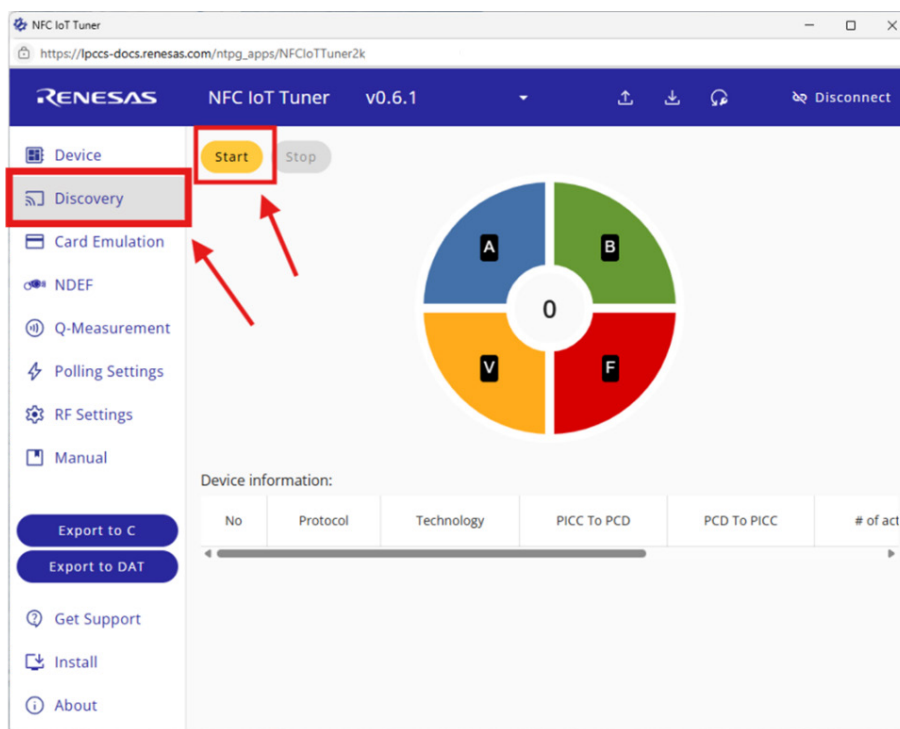 NFC IoT Tuner
https://lpccs-docs.renesas.com/ntpg_apps/NFCIoTTuner2k
RENESAS NFC IoT Tuner v0.6.1 Disconnect
Device
Discovery
Card Emulation
NDEF
Q-Measurement
Polling Settings
RF Settings
Manual
Export to C
Export to DAT
Get Support
Install
About
Start Stop
A B
0
V F
Device information:
No Protocol Technology PICC To PCD PCD To PICC # of act